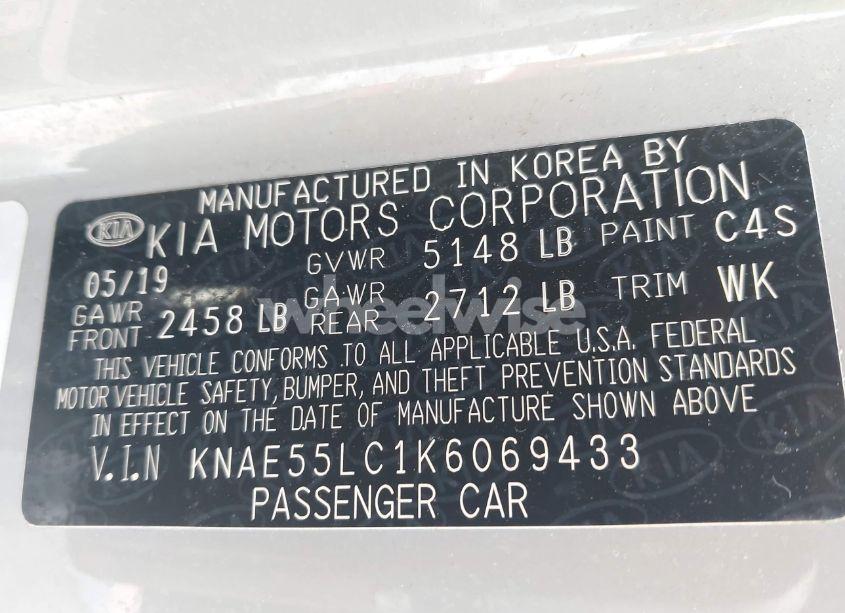 MANUFACTURED IN KOREA BY
KIA KIA MOTORS CORPORATION
05/19 GVWR 5148 LB PAINT C4S
GAWR FRONT 2458 LB GAWR REAR 2712 LB TRIM WK
THIS VEHICLE CONFORMS TO ALL APPLICABLE U.S.A. FEDERAL
MOTOR VEHICLE SAFETY, BUMPER, AND THEFT PREVENTION STANDARDS
IN EFFECT ON THE DATE OF MANUFACTURE SHOWN ABOVE
V.I.N KNAE55LC1K6069433
PASSENGER CAR
wheelwise